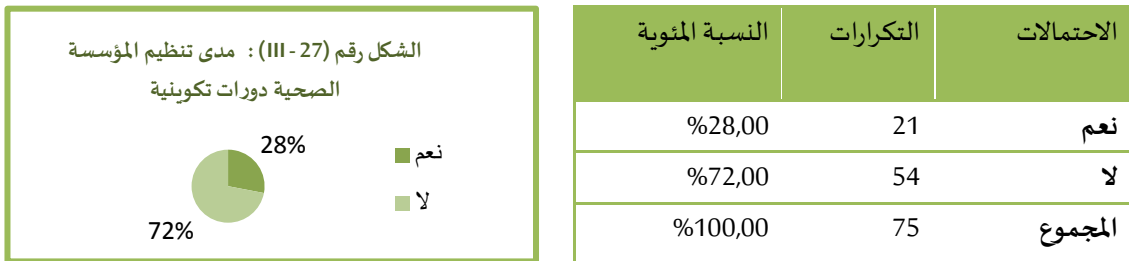 الاحتمالات التكرارات النسبة المئوية
نعم 21 %28,00
لا 54 %72,00
المجموع 75 %100,00
الشكل رقم (27 - III) : مدى تنظيم المؤسسة
الصحية دورات تكوينية
28%
72%
نعم
لا